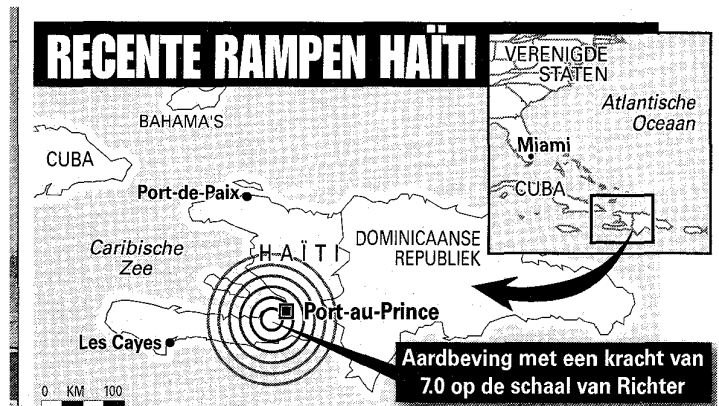 RECENTE RAMPEN HAÏTI
VERENIGDE
STATEN
Atlantische
Oceaan
Miami
CUBA
BAHAMA'S
CUBA
Port-de-Paix
Caribische
Zee
HAÏTI
DOMINICAANSE
REPUBLIEK
Port-au-Prince
Les Cayes
Aardbeving met een kracht van
7.0 op de schaal van Richter
0 KM 100